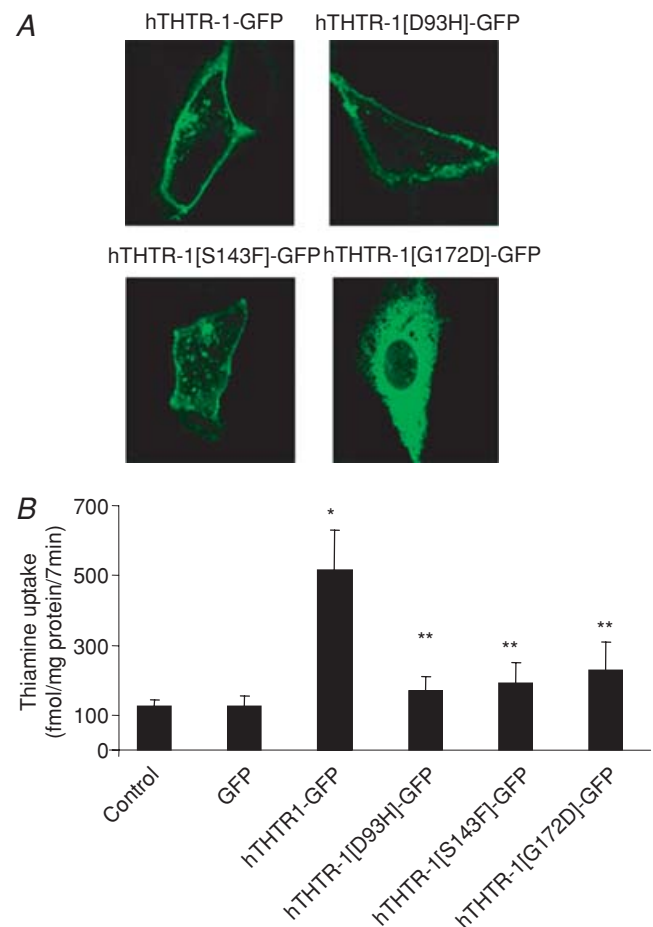 A
hTHTR-1-GFP
hTHTR-1[D93H]-GFP
hTHTR-1[S143F]-GFP
hTHTR-1[G172D]-GFP
B
Thiamine uptake
(fmol/mg protein/7min)
700
500
300
100
0
*
**
**
**
Control
GFP
hTHTR1-GFP
hTHTR-1[D93H]-GFP
hTHTR-1[S143F]-GFP
hTHTR-1[G172D]-GFP